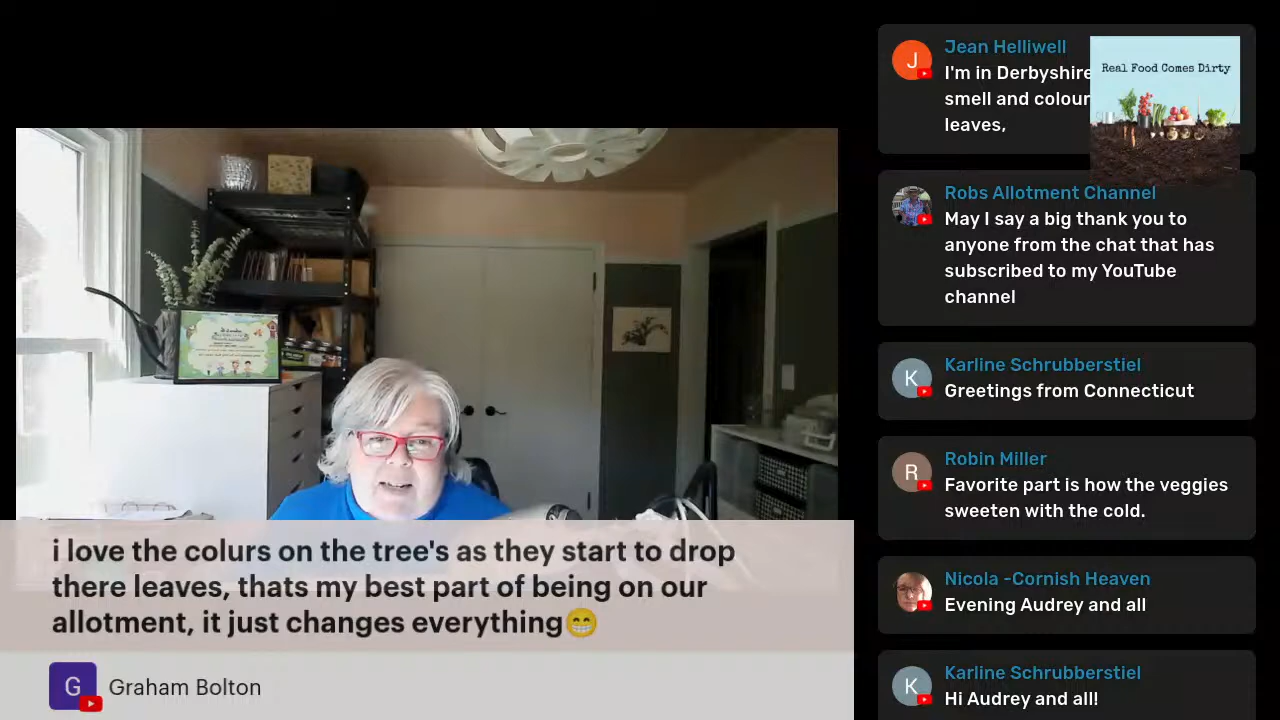 Jean Helliwell
I'm in Derbyshire
smell and colour
leaves,
Real Food Comes Dirty
Robs Allotment Channel
May I say a big thank you to
anyone from the chat that has
subscribed to my YouTube
channel
Karline Schrubberstiel
Greetings from Connecticut
Robin Miller
Favorite part is how the veggies
sweeten with the cold.
Nicola -Cornish Heaven
Evening Audrey and all
Karline Schrubberstiel
Hi Audrey and all!
i love the colurs on the tree's as they start to drop
there leaves, thats my best part of being on our
allotment, it just changes everything😁
G
Graham Bolton
J
K
R
K